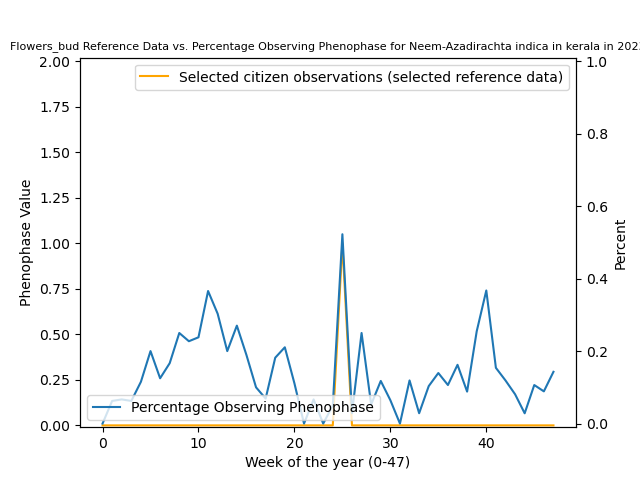 Flowers_bud Reference Data vs. Percentage Observing Phenophase for Neem-Azadirachta indica in kerala in 202
2.00
1.75
1.50
1.25
1.00
0.75
0.50
0.25
0.00
Phenophase Value
Selected citizen observations (selected reference data)
Percentage Observing Phenophase
1.0
0.8
0.6
0.4
0.2
0.0
Percent
0 10 20 30 40
Week of the year (0-47)